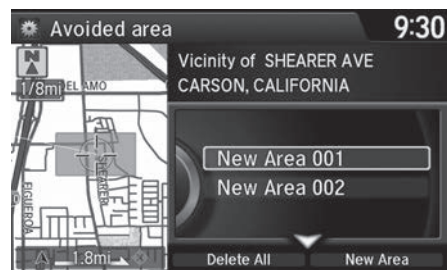 Avoided area
9:30
N
1/8mi
DEL AMO
SHEARER
FIGUEROA
1.8mi
Vicinity of SHEARER AVE
CARSON, CALIFORNIA
New Area 001
New Area 002
Delete All
New Area